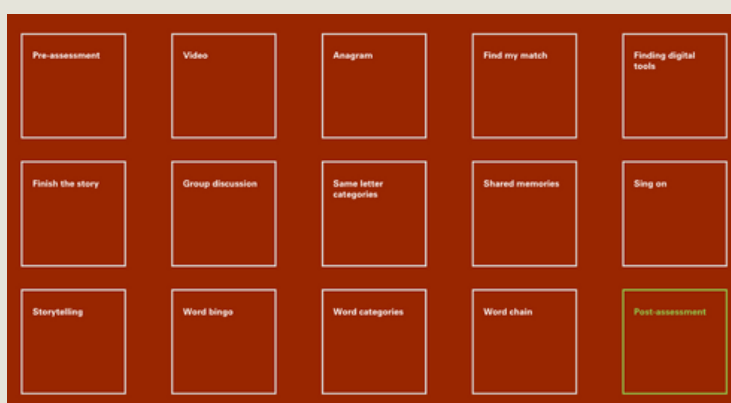 Pre-assessment
Video
Anagram
Find my match
Finding digital
tools
Finish the story
Group discussion
Same letter
categories
Shared memories
Sing on
Storytelling
Word bingo
Word categories
Word chain
Post-assessment